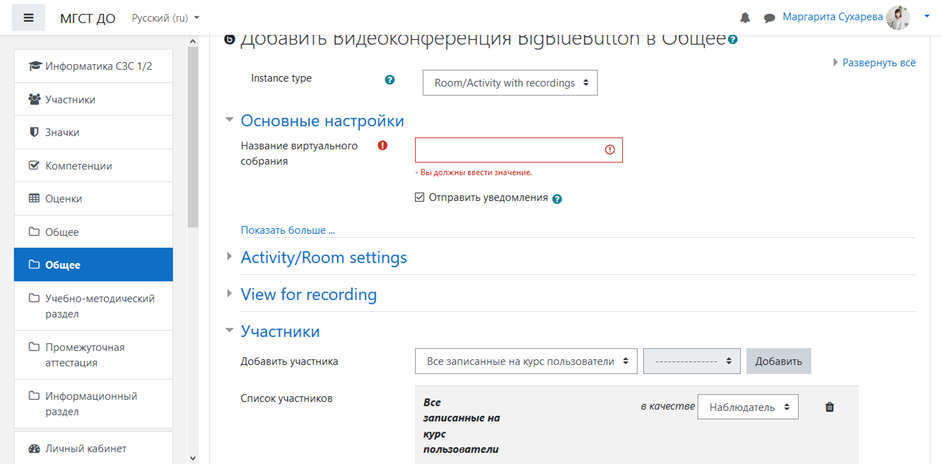 МГСТ ДО
Русский (ru)
Маргарита Сухарева
Информатика СЗС 1/2
Участники
Значки
Компетенции
Оценки
Общее
Общее
Учебно-методический
раздел
Промежуточная
аттестация
Информационный
раздел
Личный кабинет
Добавить Видеоконференция BigBlueButton в Общее
Развернуть всё
Instance type
Room/Activity with recordings
Основные настройки
Название виртуального
собрания
- Вы должны ввести значение.
Отправить уведомления
Показать больше ...
Activity/Room settings
View for recording
Участники
Добавить участника
Все записанные на курс пользователи
---------------
Добавить
Список участников
Все
записанные на
курс
пользователи
в качестве
Наблюдатель